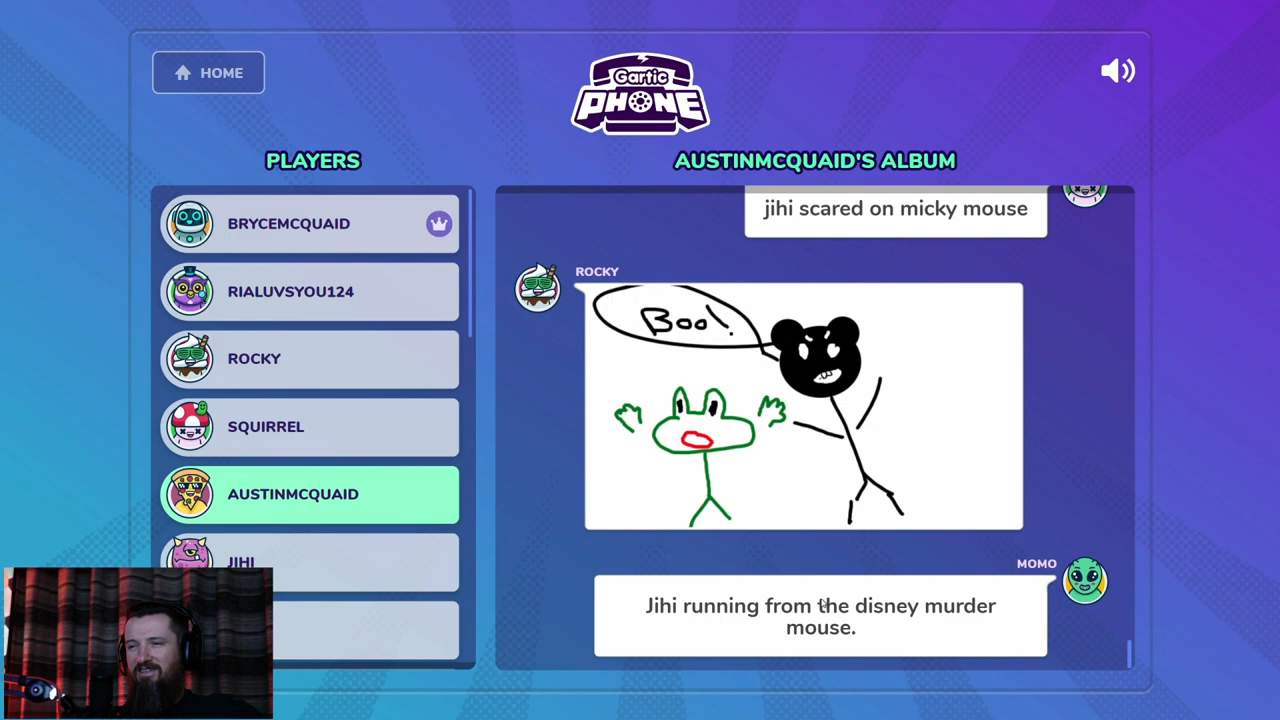 HOME
Gartic
PHONE
PLAYERS
AUSTINMCQUAID'S ALBUM
BRYCEMCQUAID
RIALUVSYOU124
ROCKY
SQUIRREL
AUSTINMCQUAID
JIHI
jihi scared on micky mouse
ROCKY
Boo!
MOMO
Jihi running from the disney murder
mouse.